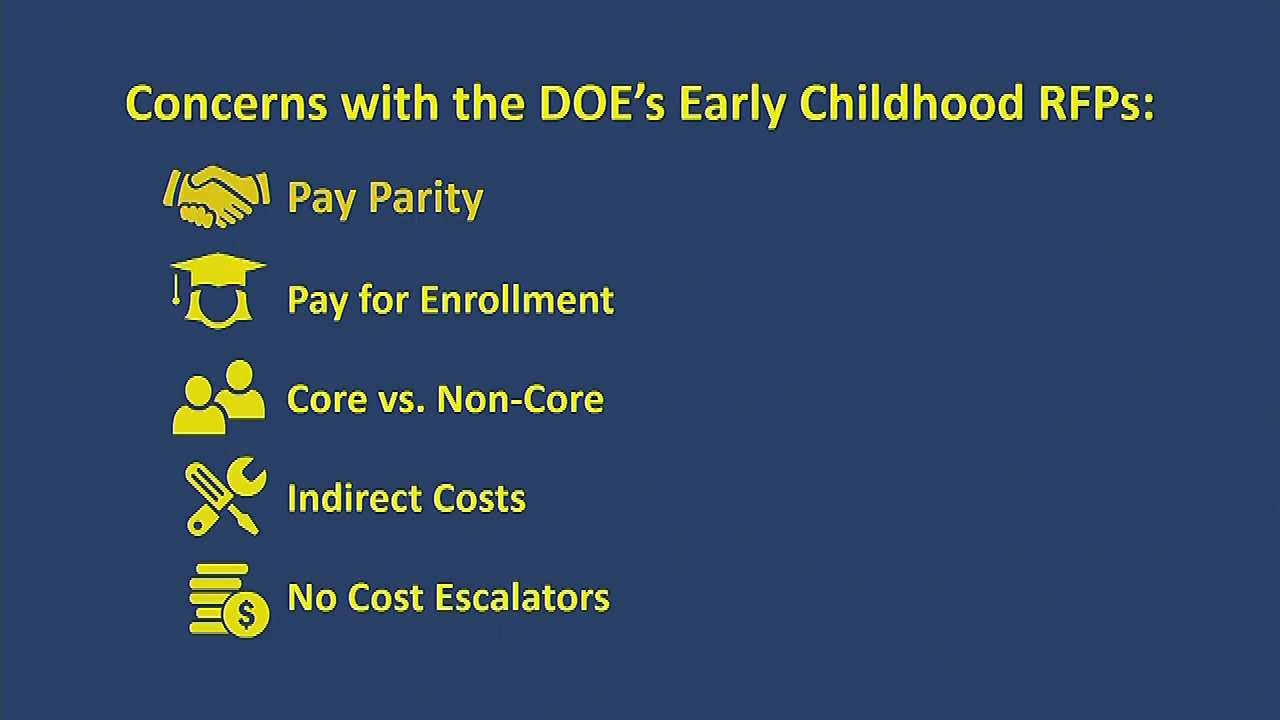 Concerns with the DOE’s Early Childhood RFPs:
Pay Parity
Pay for Enrollment
Core vs. Non-Core
Indirect Costs
$
No Cost Escalators